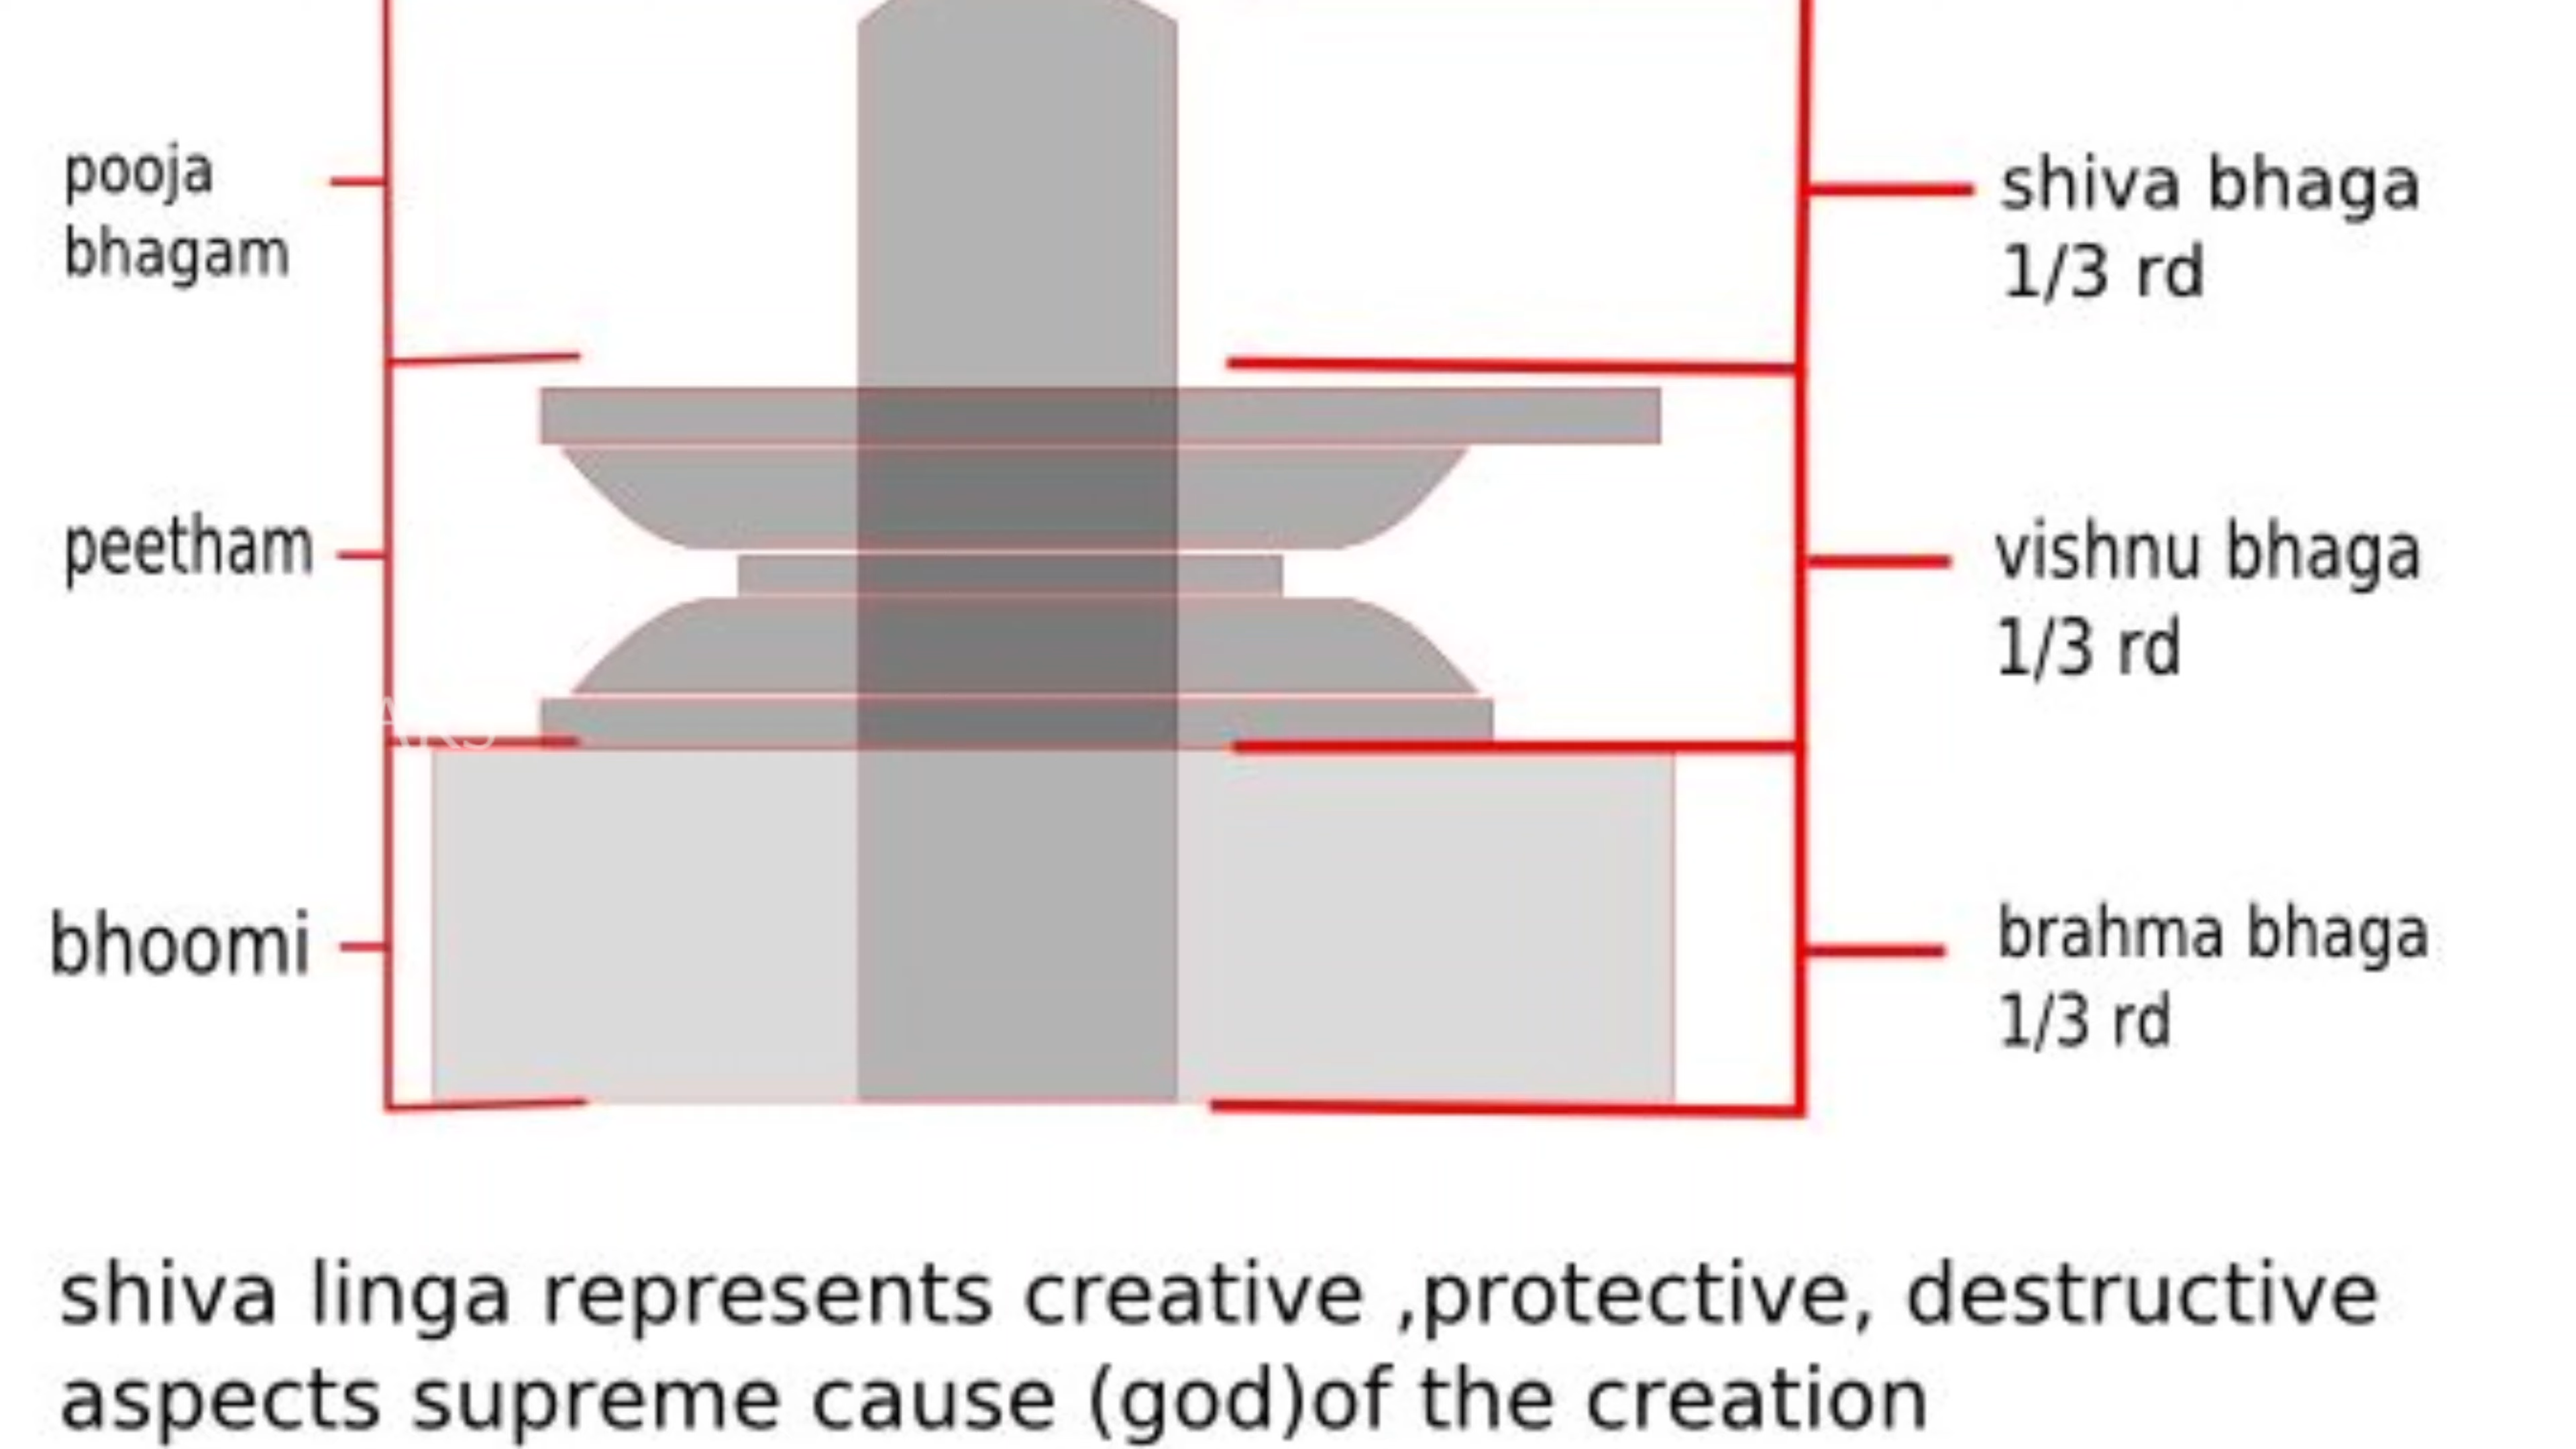 pooja
bhagam
shiva bhaga
1/3 rd
peetham
vishnu bhaga
1/3 rd
bhoomi
brahma bhaga
1/3 rd
shiva linga represents creative ,protective, destructive
aspects supreme cause (god)of the creation